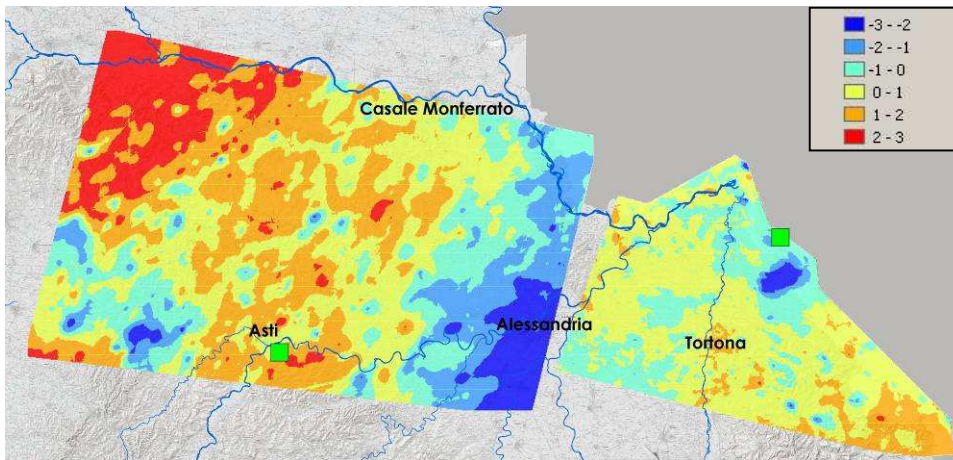 -3 - -2
-2 - -1
-1 - 0
0 - 1
1 - 2
2 - 3
Casale Monferrato
Asti
Alessandria
Tortona